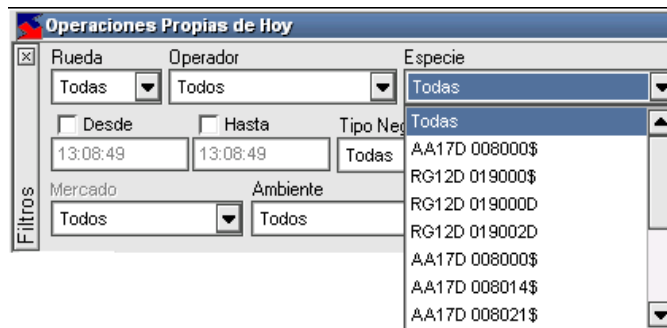 Operaciones Propias de Hoy
Rueda Operador Especie
Todas Todos Todas
Desde Hasta Tipo Neg
13:08:49 13:08:49 Todas
Mercado Ambiente
Todos Todos
Filtros
Todas
AA17D 008000$
RG12D 019000$
RG12D 019000D
RG12D 019002D
AA17D 008000$
AA17D 008014$
AA17D 008021$